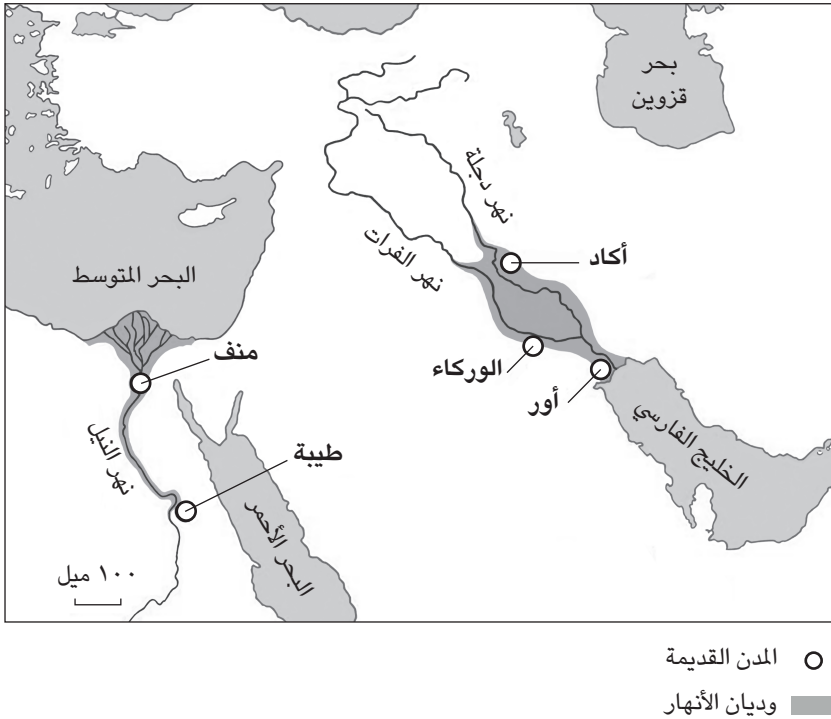 بحر
قزوين
نهر دجلة
نهر الفرات
أكاد
البحر المتوسط
منف
الوركاء
أور
الخليج الفارسي
نهر النيل
طيبة
البحر الأحمر
١٠٠ ميل
المدن القديمة
وديان الأنهار